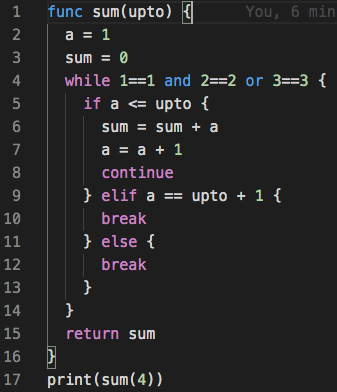 1 func sum(upto) { You, 6 min
2 a = 1
3 sum = 0
4 while 1==1 and 2==2 or 3==3 {
5 if a <= upto {
6 sum = sum + a
7 a = a + 1
8 continue
9 } elif a == upto + 1 {
10 break
11 } else {
12 break
13 }
14 }
15 return sum
16 }
17 print(sum(4))